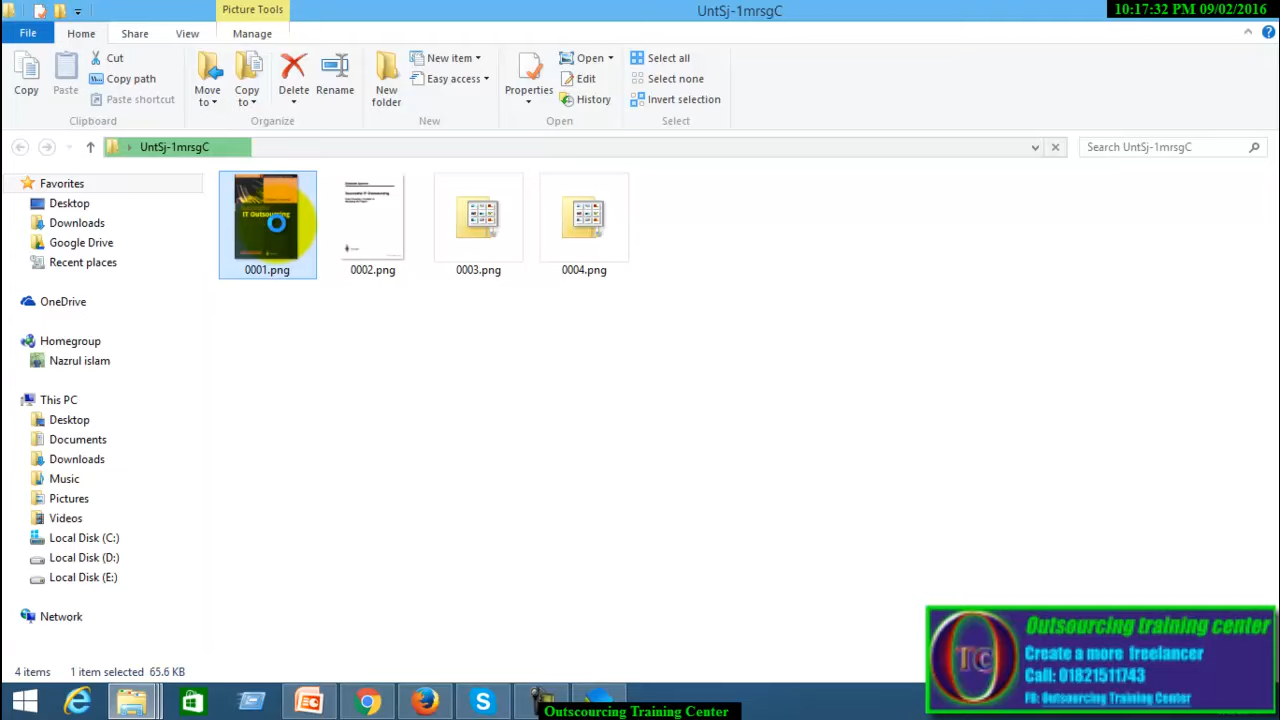 Picture Tools
UntSj-1mrsgC
10:17:32 PM 09/02/2016
File
Home
Share
View
Manage
Copy
Paste
Cut
Copy path
Paste shortcut
Clipboard
Move to
Copy to
Delete
Rename
Organize
New folder
New item
Easy access
New
Properties
Open
Edit
History
Open
Select all
Select none
Invert selection
Select
UntSj-1mrsgC
Search UntSj-1mrsgC
Favorites
Desktop
Downloads
Google Drive
Recent places
OneDrive
Homegroup
Nazrul islam
This PC
Desktop
Documents
Downloads
Music
Pictures
Videos
Local Disk (C:)
Local Disk (D:)
Local Disk (E:)
Network
IT Outsourcing
0001.png
0002.png
0003.png
0004.png
4 items
1 item selected 65.6 KB
OTC
Outsourcing training center
Create a more freelancer
Call: 01821511743
FB: Outsourcing Training Center
Outscourcing Training Center